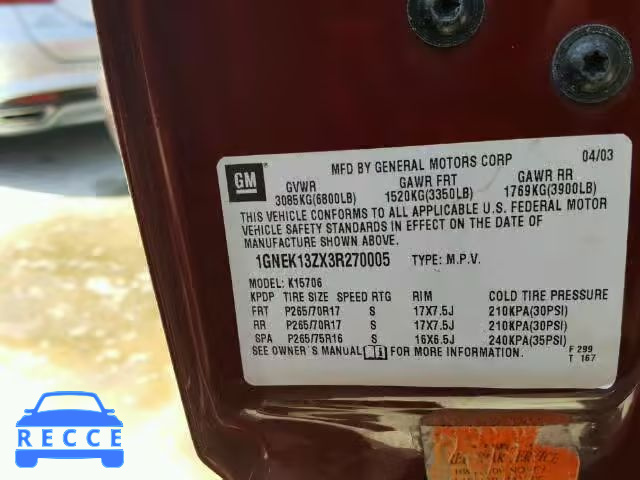 GM
MFD BY GENERAL MOTORS CORP 04/03
GVWR GAWR FRT GAWR RR
3085KG(6800LB) 1520KG(3350LB) 1769KG(3900LB)
THIS VEHICLE CONFORMS TO ALL APPLICABLE U.S. FEDERAL MOTOR
VEHICLE SAFETY STANDARDS IN EFFECT ON THE DATE OF
MANUFACTURE SHOWN ABOVE.
1GNEK13ZX3R270005 TYPE: M.P.V.
MODEL: K15706
KPDP TIRE SIZE SPEED RTG RIM COLD TIRE PRESSURE
FRT P265/70R17 S 17X7.5J 210KPA(30PSI)
RR P265/70R17 S 17X7.5J 210KPA(30PSI)
SPA P265/75R16 S 16X6.5J 240KPA(35PSI)
SEE OWNER'S MANUAL FOR MORE INFORMATION. F 299
T 167
SERVICE
RECCE